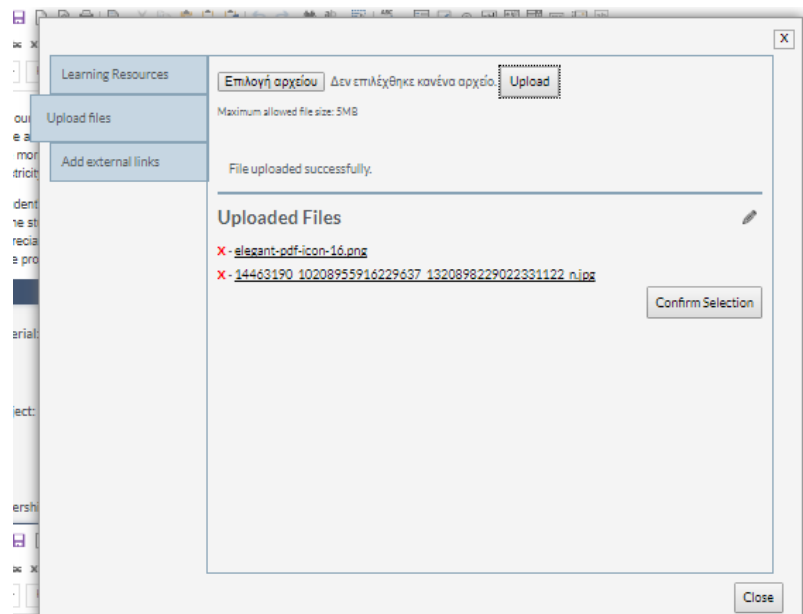 X
Learning Resources
Upload files
Add external links
Επιλογή αρχείου Δεν επιλέχθηκε κανένα αρχείο. Upload
Maximum allowed file size: 5MB
File uploaded successfully.
Uploaded Files
X - elegant-pdf-icon-16.png
X - 14463190_10208955916229637_1320898229022331122_n.jpg
Confirm Selection
Close